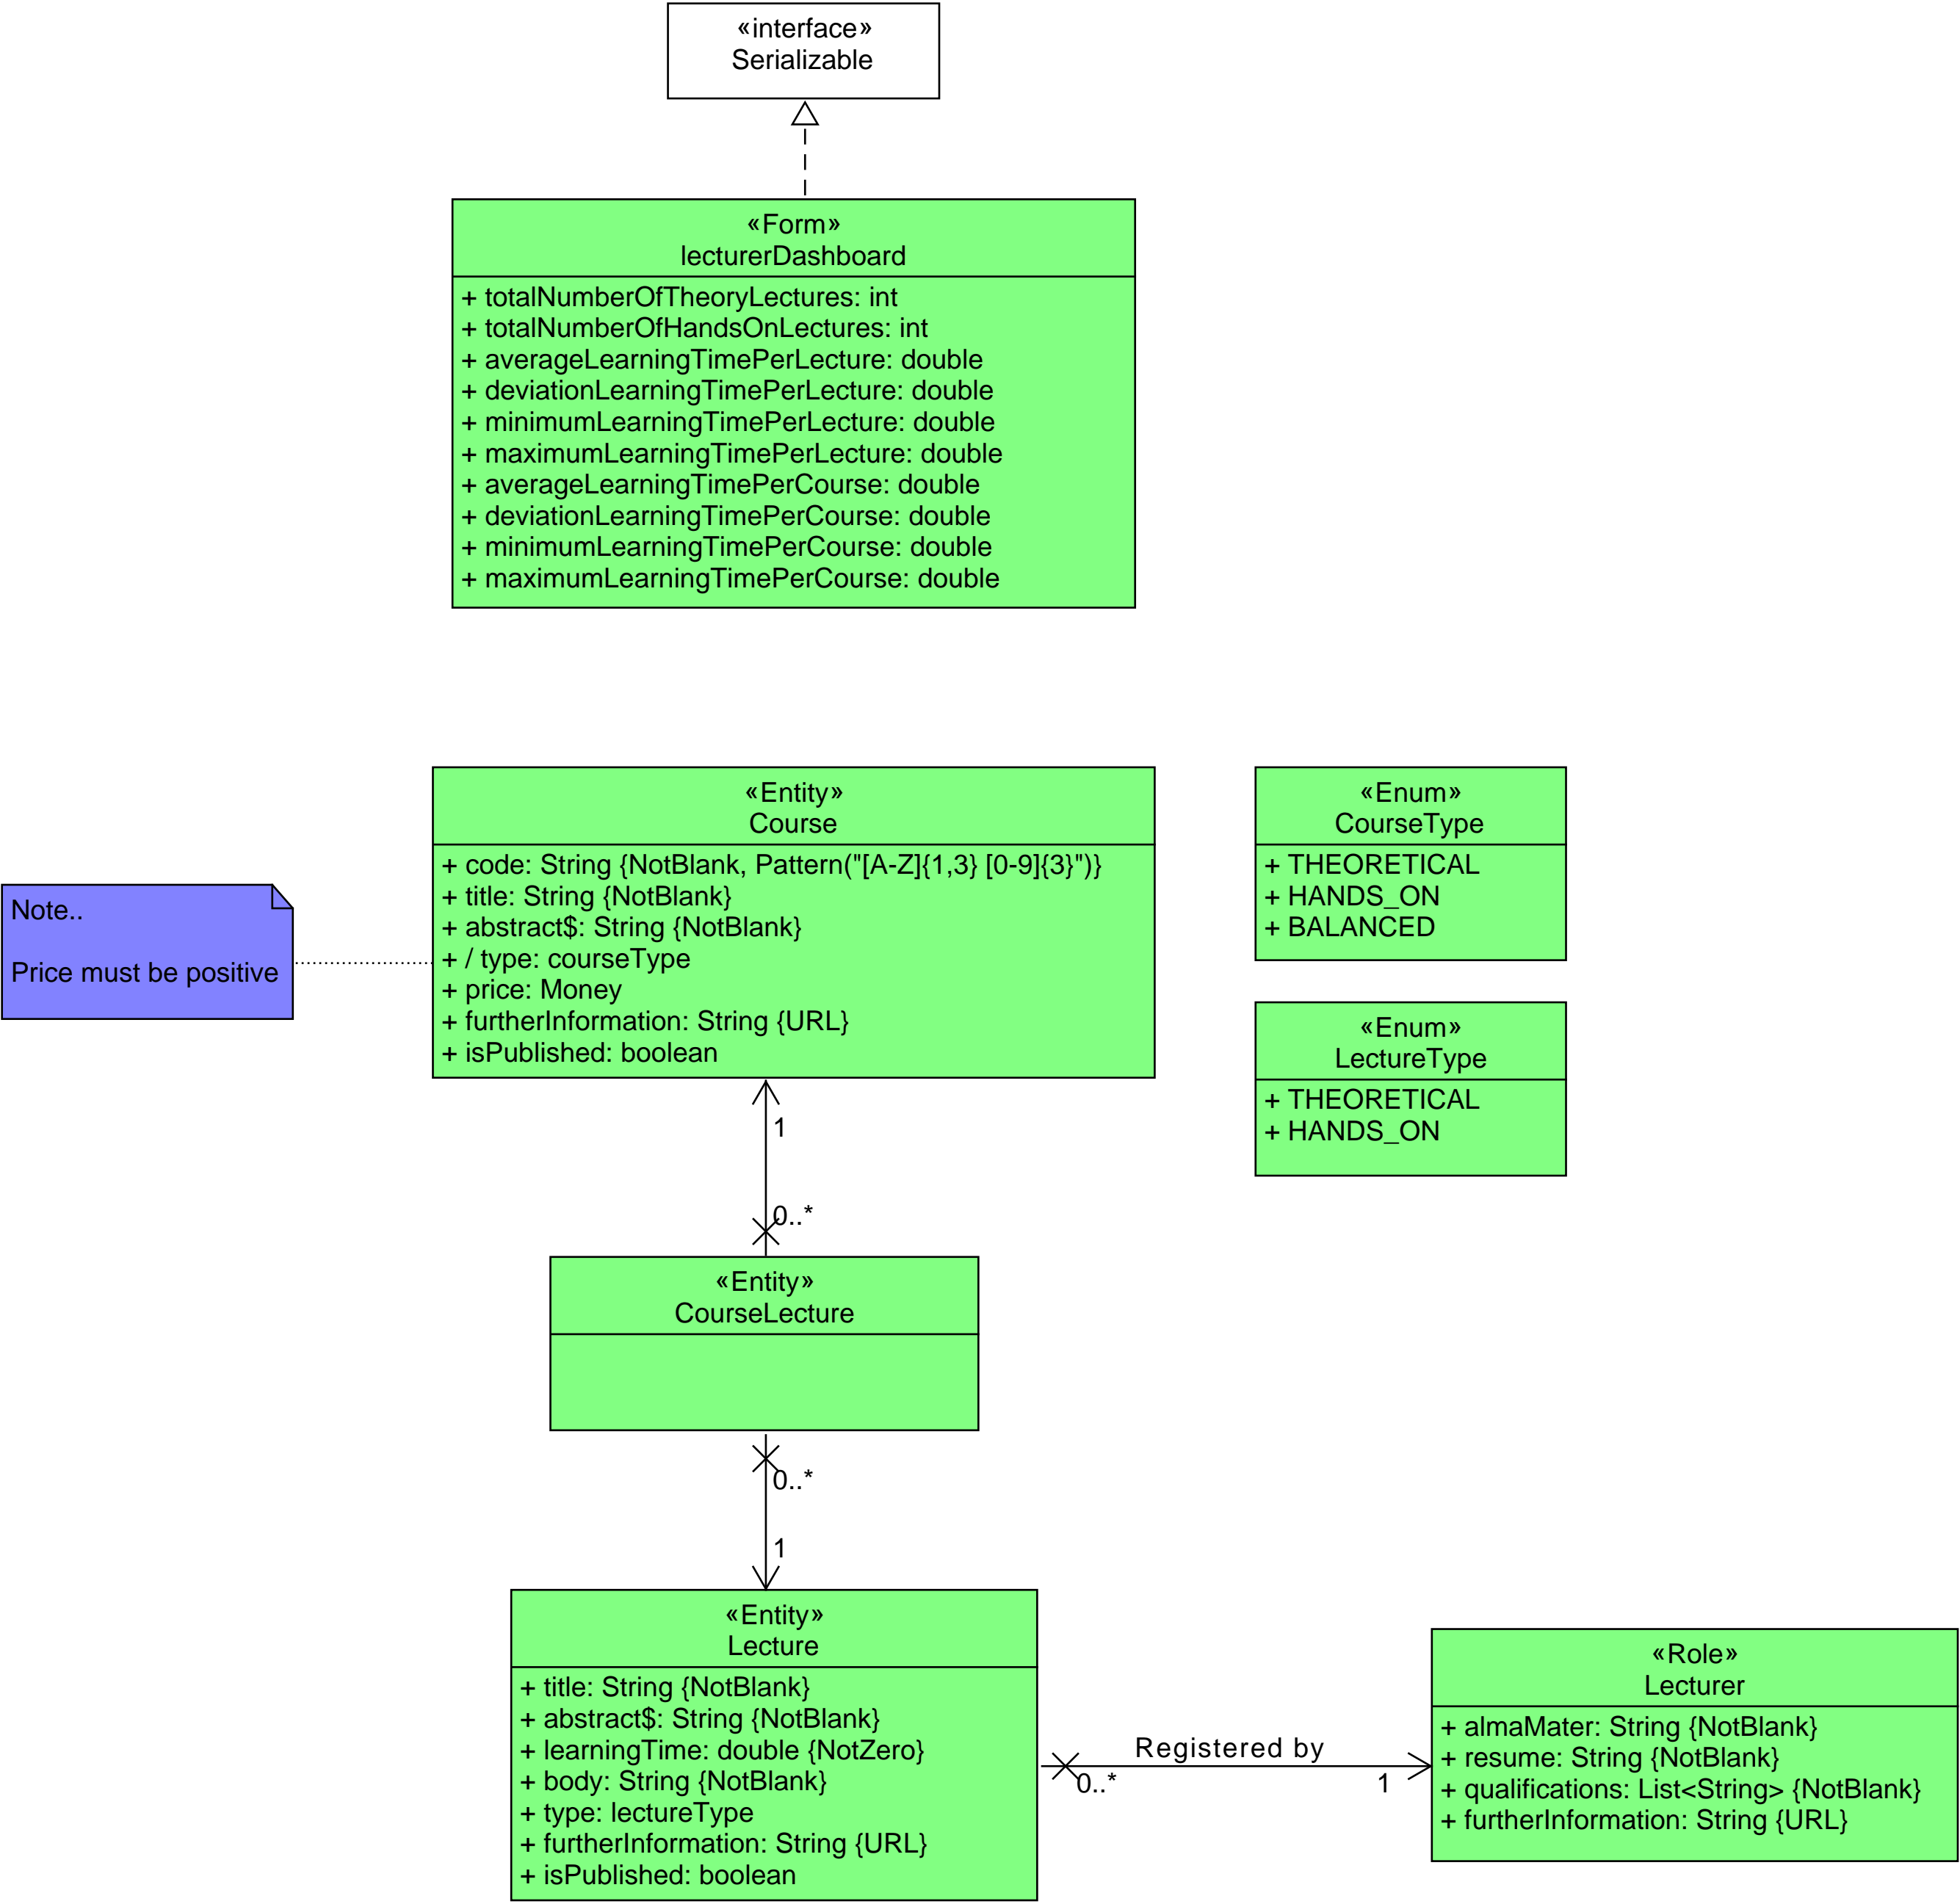 «interface»
Serializable
«Form»
lecturerDashboard
+ totalNumberOfTheoryLectures: int
+ totalNumberOfHandsOnLectures: int
+ averageLearningTimePerLecture: double
+ deviationLearningTimePerLecture: double
+ minimumLearningTimePerLecture: double
+ maximumLearningTimePerLecture: double
+ averageLearningTimePerCourse: double
+ deviationLearningTimePerCourse: double
+ minimumLearningTimePerCourse: double
+ maximumLearningTimePerCourse: double
Note..
Price must be positive
«Entity»
Course
+ code: String {NotBlank, Pattern("[A-Z]{1,3} [0-9]{3}")}
+ title: String {NotBlank}
+ abstract$: String {NotBlank}
+ / type: courseType
+ price: Money
+ furtherInformation: String {URL}
+ isPublished: boolean
«Enum»
CourseType
+ THEORETICAL
+ HANDS_ON
+ BALANCED
«Enum»
LectureType
+ THEORETICAL
+ HANDS_ON
1
0..*
«Entity»
CourseLecture
0..*
1
«Entity»
Lecture
+ title: String {NotBlank}
+ abstract$: String {NotBlank}
+ learningTime: double {NotZero}
+ body: String {NotBlank}
+ type: lectureType
+ furtherInformation: String {URL}
+ isPublished: boolean
Registered by
0..*
1
«Role»
Lecturer
+ almaMater: String {NotBlank}
+ resume: String {NotBlank}
+ qualifications: List<String> {NotBlank}
+ furtherInformation: String {URL}